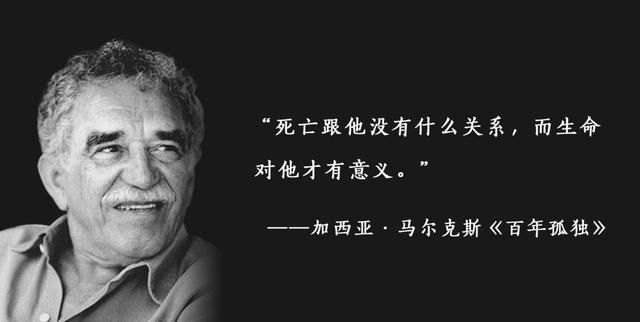 “死亡跟他没有什么关系，而生命
对他才有意义。”
——加西亚·马尔克斯《百年孤独》